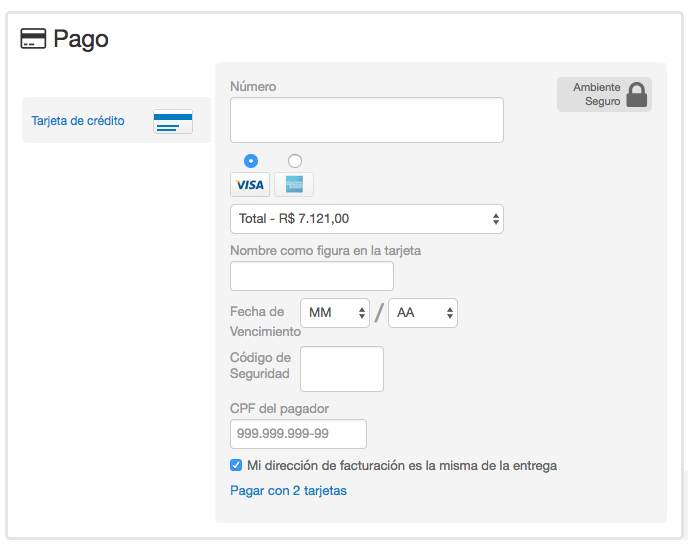 Pago
Tarjeta de crédito
Número
Ambiente
Seguro
VISA
Total - R$ 7.121,00
Nombre como figura en la tarjeta
Fecha de
Vencimiento
MM / AA
Código de
Seguridad
CPF del pagador
999.999.999-99
Mi dirección de facturación es la misma de la entrega
Pagar con 2 tarjetas